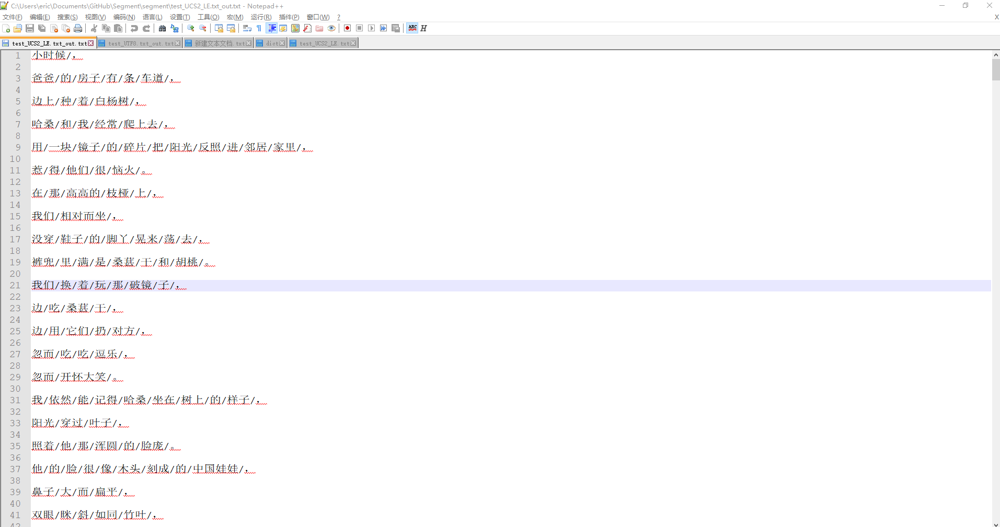 C:\Users\eric\Documents\GitHub\Segment\segment\test_UCS2_LE.txt_out.txt - Notepad++
文件(F) 编辑(E) 搜索(S) 视图(V) 编码(N) 语言(L) 设置(T) 工具(O) 宏(M) 运行(R) 插件(P) 窗口(W) ? X
ABC H
test_UCS2_LE.txt_out.txt test_UTF8.txt_out.txt 新建文本文档.txt dict test_UCS2_LE.txt
1 小时候/,
2
3 爸爸/的/房子/有/条/车道/,
4
5 边上/种/着/白杨树/,
6
7 哈桑/和/我/经常/爬上去/,
8
9 用/一块/镜子/的/碎片/把/阳光/反照/进/邻居/家里/,
10
11 惹/得/他们/很/恼火/。
12
13 在/那/高高的/枝桠/上/,
14
15 我们/相对而坐/,
16
17 没穿/鞋子/的/脚丫/晃来/荡/去/,
18
19 裤兜/里/满/是/桑葚/干/和/胡桃/。
20
21 我们/换/着/玩/那/破镜/子/,
22
23 边/吃/桑葚/干/,
24
25 边/用/它们/扔/对方/,
26
27 忽而/吃/吃/逗乐/,
28
29 忽而/开怀大笑/。
30
31 我/依然/能/记得/哈桑/坐在/树上/的/样子/,
32
33 阳光/穿过/叶子/,
34
35 照着/他/那/浑圆/的/脸庞/。
36
37 他/的/脸/很/像/木头/刻成/的/中国娃娃/,
38
39 鼻子/大/而/扁平/,
40
41 双眼/眯/斜/如同/竹叶/,
42